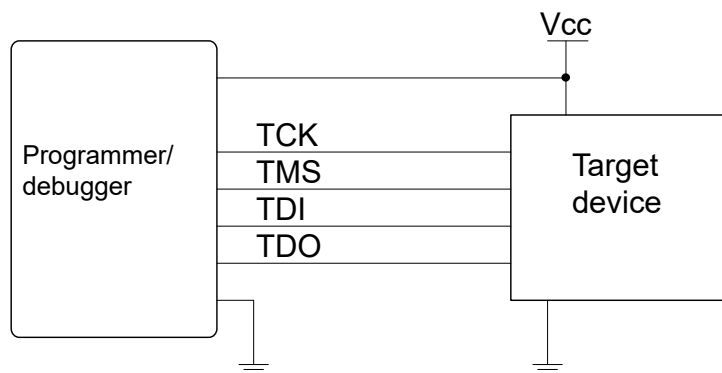 Vcc
Programmer/
debugger
TCK
TMS
TDI
TDO
Target
device